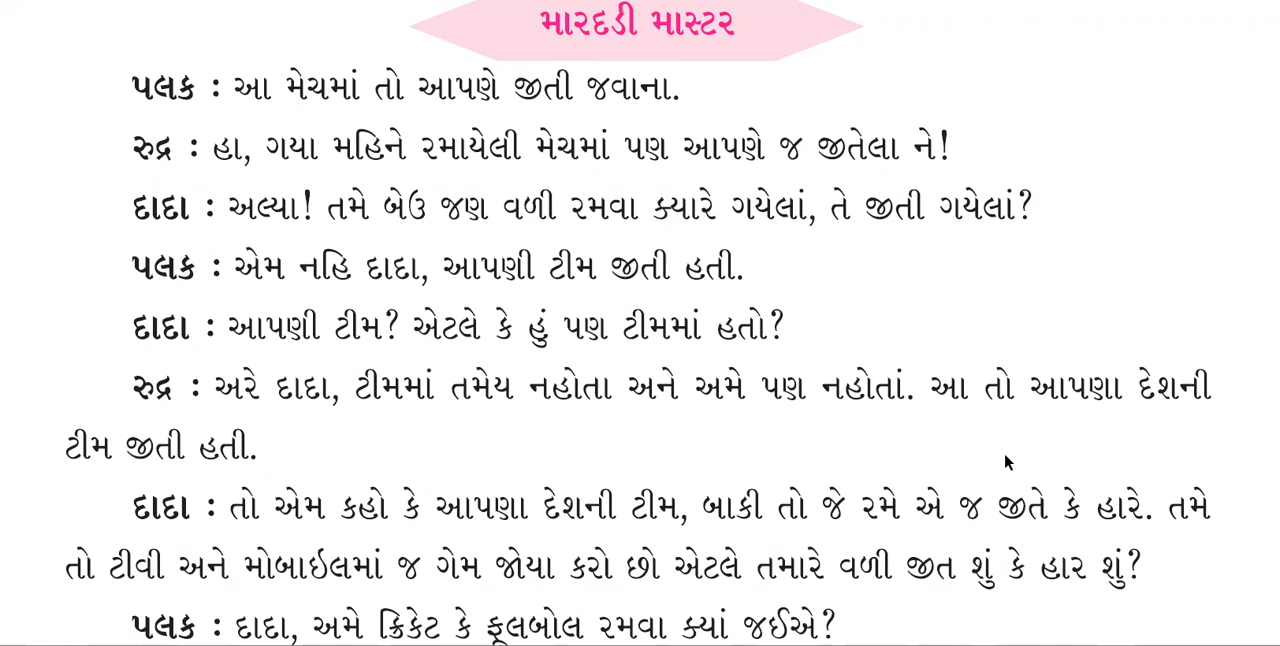 મારદડી માસ્ટર
પલક : આ મેચમાં તો આપણે જીતી જવાના.
રુદ્ર : હા, ગયા મહિને રમાયેલી મેચમાં પણ આપણે જ જીતેલા ને!
દાદા : અલ્યા! તમે બેઉ જણ વળી રમવા ક્યારે ગયેલાં, તે જીતી ગયેલાં?
પલક : એમ નહિ દાદા, આપણી ટીમ જીતી હતી.
દાદા : આપણી ટીમ? એટલે કે હું પણ ટીમમાં હતો?
રુદ્ર : અરે દાદા, ટીમમાં તમેય નહોતા અને અમે પણ નહોતાં. આ તો આપણા દેશની
ટીમ જીતી હતી.
દાદા : તો એમ કહો કે આપણા દેશની ટીમ, બાકી તો જે રમે એ જ જીતે કે હારે. તમે
તો ટીવી અને મોબાઇલમાં જ ગેમ જોયા કરો છો એટલે તમારે વળી જીત શું કે હાર શું?
પલક : દાદા, અમે ક્રિકેટ કે ફૂલબોલ રમવા ક્યાં જઈએ?